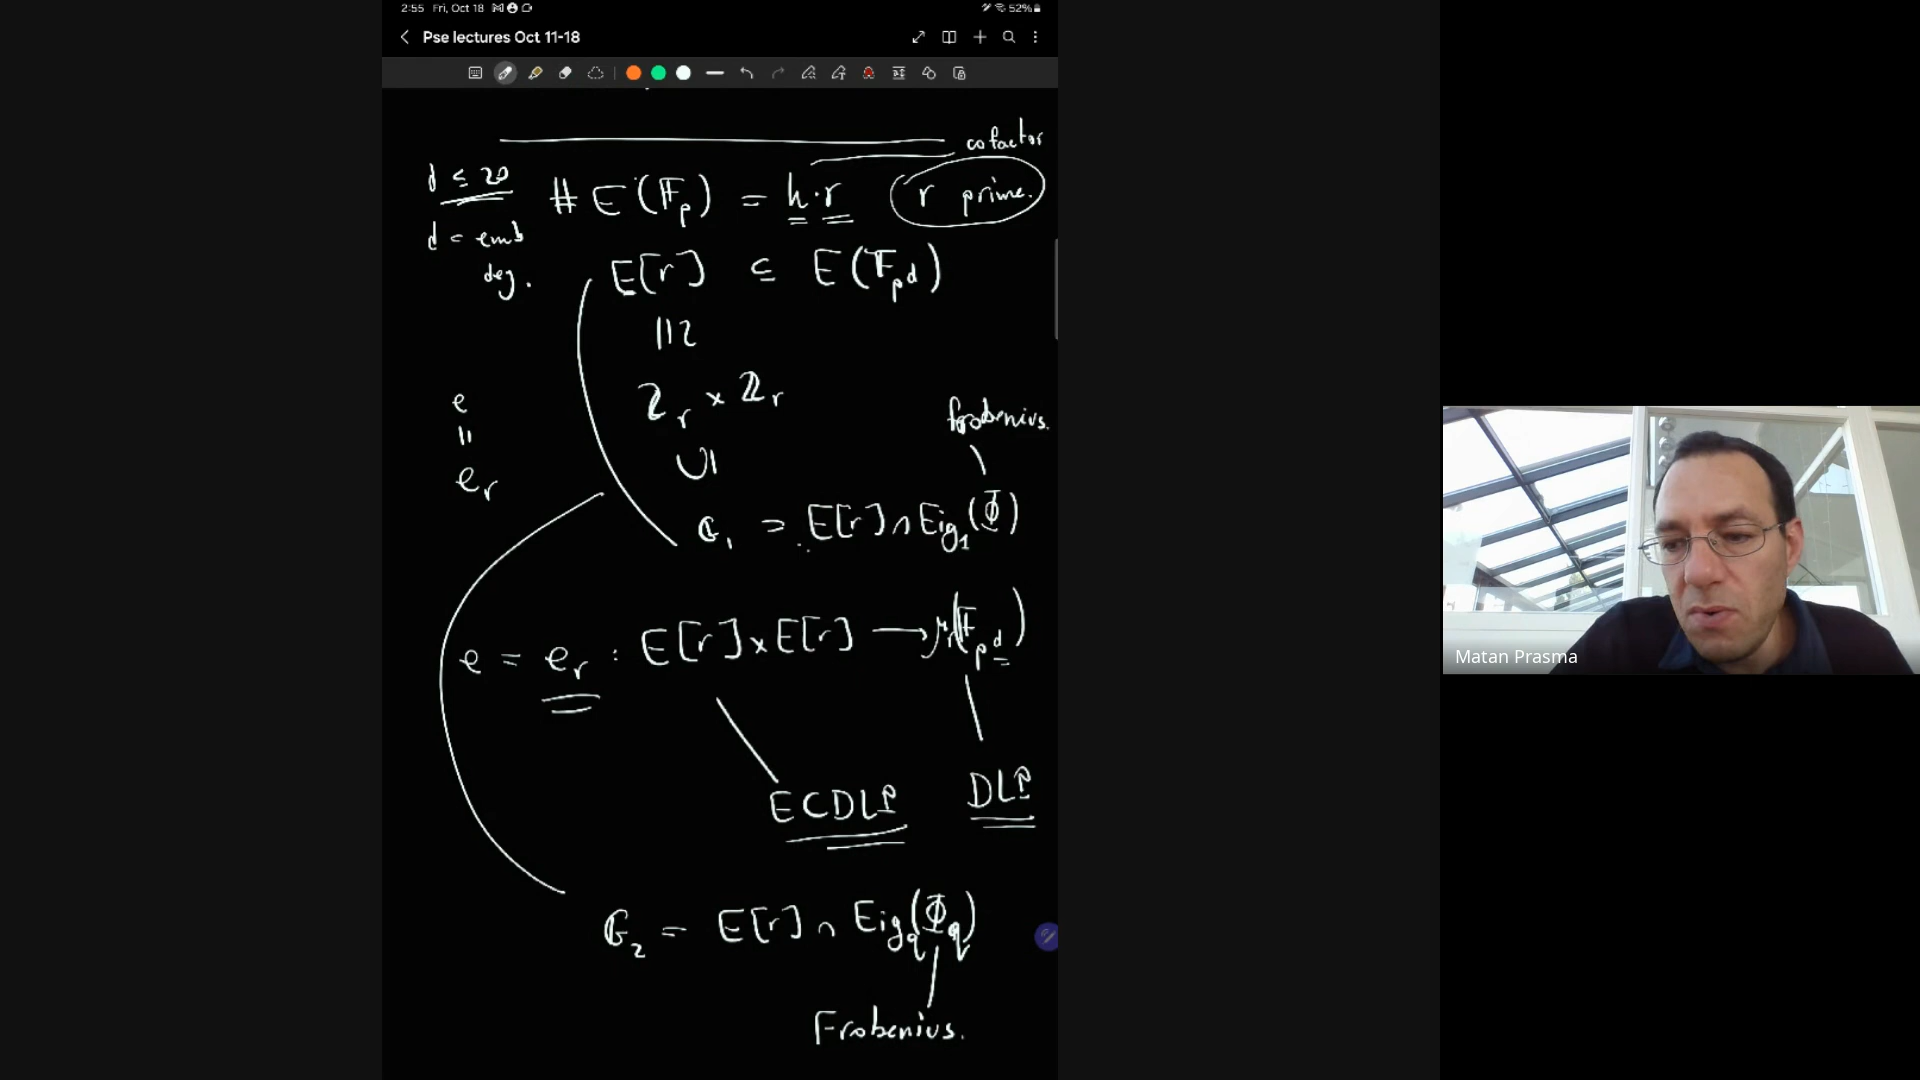 2:55 Fri, Oct 18 52%
Pse lectures Oct 11-18
cofactor
d ≤ 20 # E(𝔽_p) = h·r r prime.
d = emb
deg.
E[r] ⊆ E(𝔽_{p^d})
≅
ℤ_r × ℤ_r
⊆
e
=
e_r
frobenius.
𝔾_1 = E[r] ∩ Eig_1(Φ)
e = e_r : E[r] × E[r] → μ_r(𝔽_{p^d})
ECDLP DLP
𝔾_2 = E[r] ∩ Eig_q(Φ_q)
Frobenius.
Matan Prasma